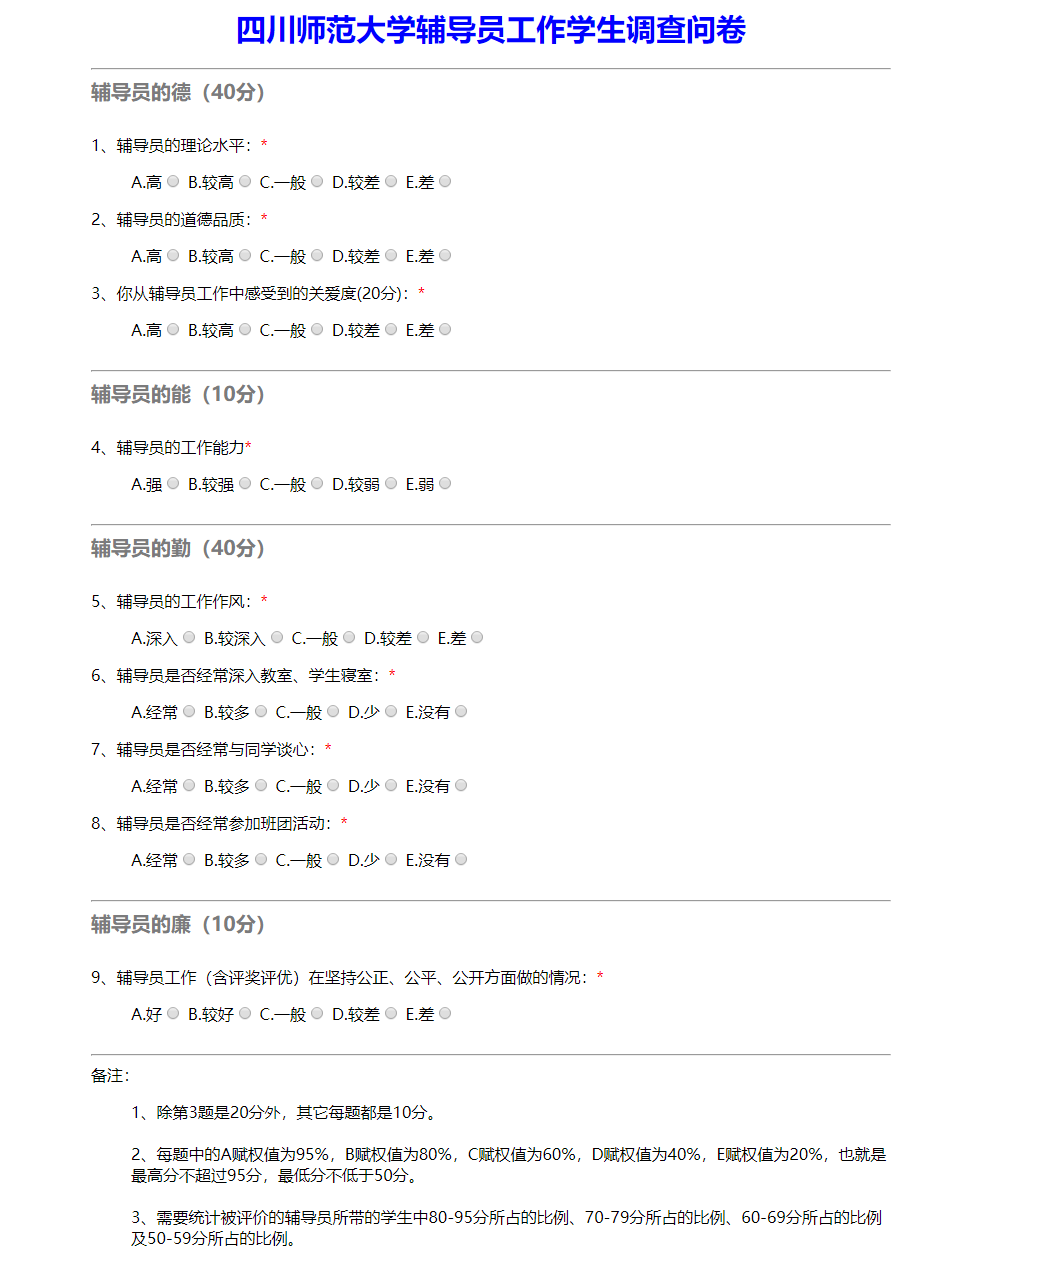 四川师范大学辅导员工作学生调查问卷
辅导员的德（40分）
1、辅导员的理论水平：*
A.高 B.较高 C.一般 D.较差 E.差
2、辅导员的道德品质：*
A.高 B.较高 C.一般 D.较差 E.差
3、你从辅导员工作中感受到的关爱度(20分)：*
A.高 B.较高 C.一般 D.较差 E.差
辅导员的能（10分）
4、辅导员的工作能力*
A.强 B.较强 C.一般 D.较弱 E.弱
辅导员的勤（40分）
5、辅导员的工作作风：*
A.深入 B.较深入 C.一般 D.较差 E.差
6、辅导员是否经常深入教室、学生寝室：*
A.经常 B.较多 C.一般 D.少 E.没有
7、辅导员是否经常与同学谈心：*
A.经常 B.较多 C.一般 D.少 E.没有
8、辅导员是否经常参加班团活动：*
A.经常 B.较多 C.一般 D.少 E.没有
辅导员的廉（10分）
9、辅导员工作（含评奖评优）在坚持公正、公平、公开方面做的情况：*
A.好 B.较好 C.一般 D.较差 E.差
备注：
1、除第3题是20分外，其它每题都是10分。
2、每题中的A赋权值为95%，B赋权值为80%，C赋权值为60%，D赋权值为40%，E赋权值为20%，也就是
最高分不超过95分，最低分不低于50分。
3、需要统计被评价的辅导员所带的学生中80-95分所占的比例、70-79分所占的比例、60-69分所占的比例
及50-59分所占的比例。